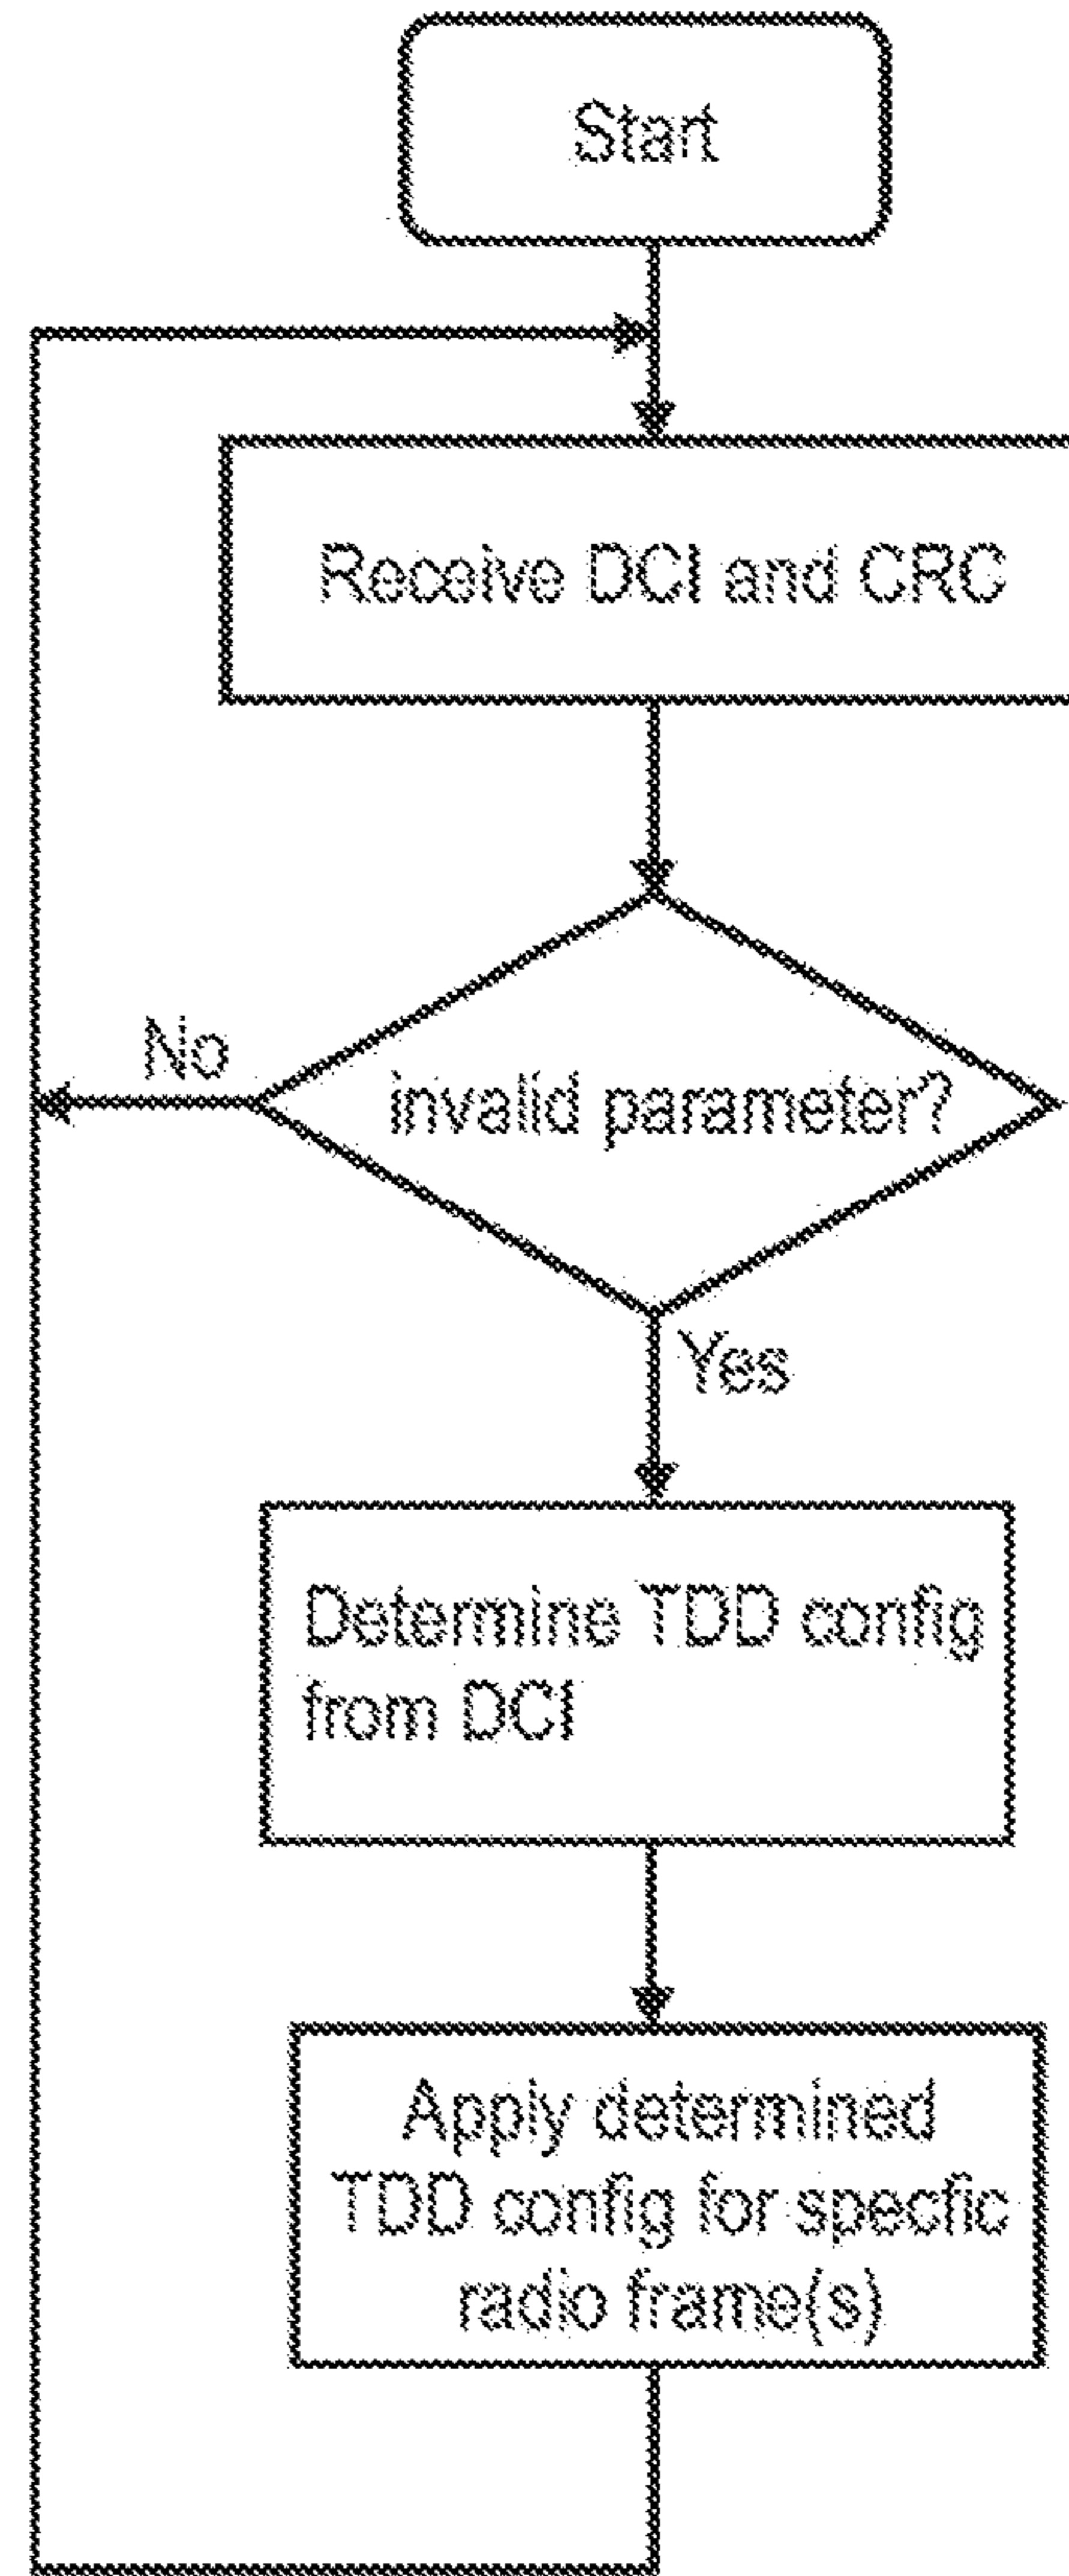 Start
Receive DCI and CRC
No
invalid parameter?
Yes
Determine TDD config
from DCI
Apply determined
TDD config for specfic
radio frame(s)